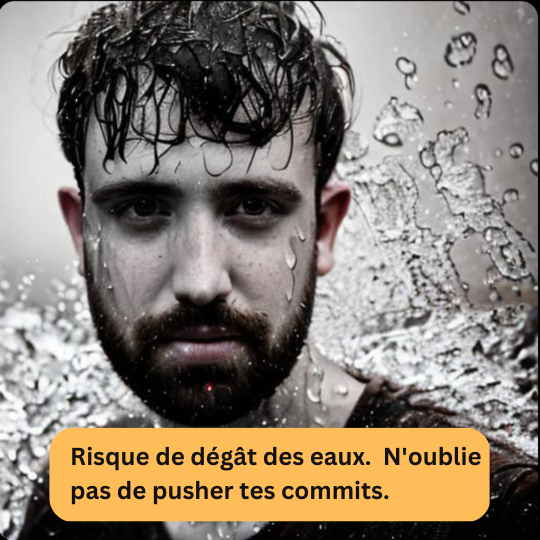 Risque de dégât des eaux.  N'oublie
pas de pusher tes commits.